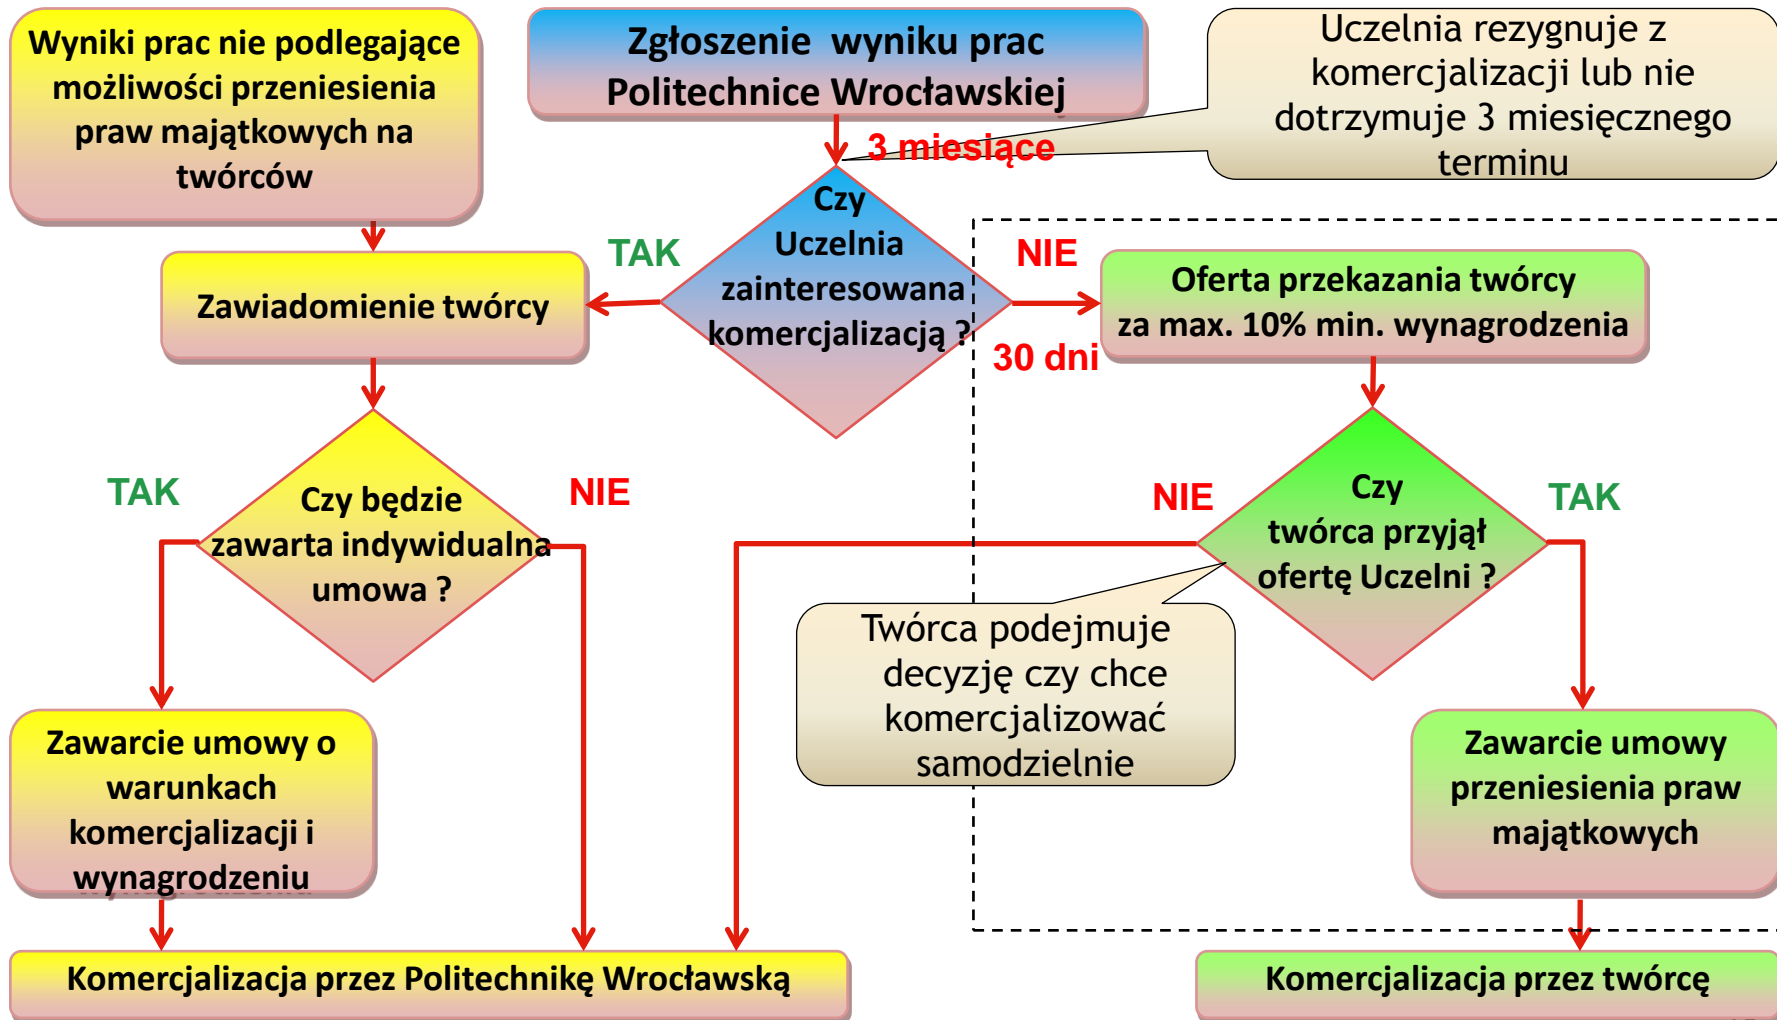 Wyniki prac nie podlegające
możliwości przeniesienia
praw majątkowych na
twórców
Zgłoszenie wyniku prac
Politechnice Wrocławskiej
Uczelnia rezygnuje z
komercjalizacji lub nie
dotrzymuje 3 miesięcznego
terminu
3 miesiące
Czy
Uczelnia
zainteresowana
komercjalizacją ?
TAK
NIE
Zawiadomienie twórcy
Oferta przekazania twórcy
za max. 10% min. wynagrodzenia
30 dni
TAK
Czy będzie
zawarta indywidualna
umowa ?
NIE
NIE
Czy
twórca przyjął
ofertę Uczelni ?
TAK
Twórca podejmuje
decyzję czy chce
komercjalizować
samodzielnie
Zawarcie umowy o
warunkach
komercjalizacji i
wynagrodzeniu
Zawarcie umowy
przeniesienia praw
majątkowych
Komercjalizacja przez Politechnikę Wrocławską
Komercjalizacja przez twórcę